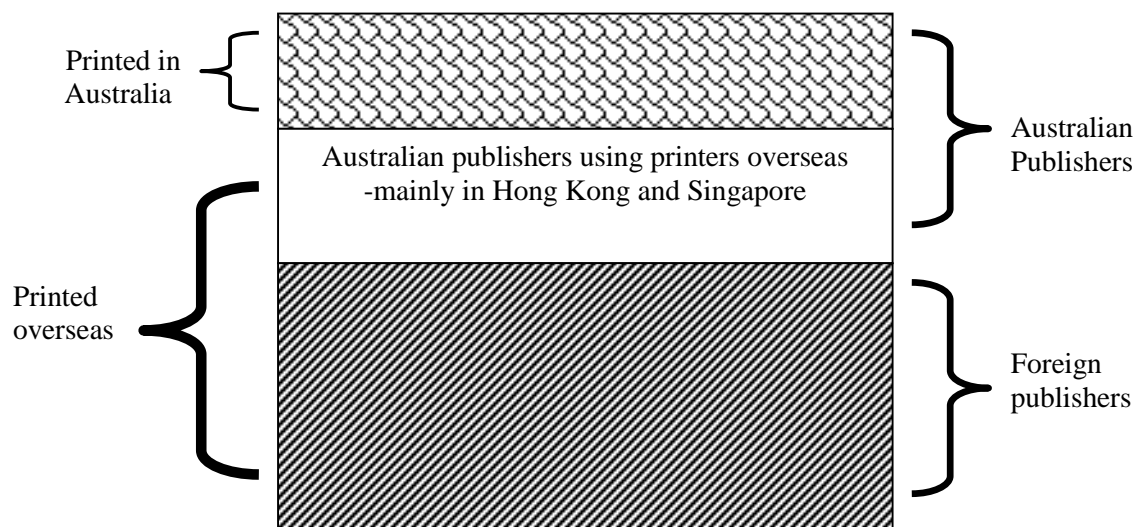 Printed in
Australia
Australian publishers using printers overseas
-mainly in Hong Kong and Singapore
Australian
Publishers
Printed
overseas
Foreign
publishers